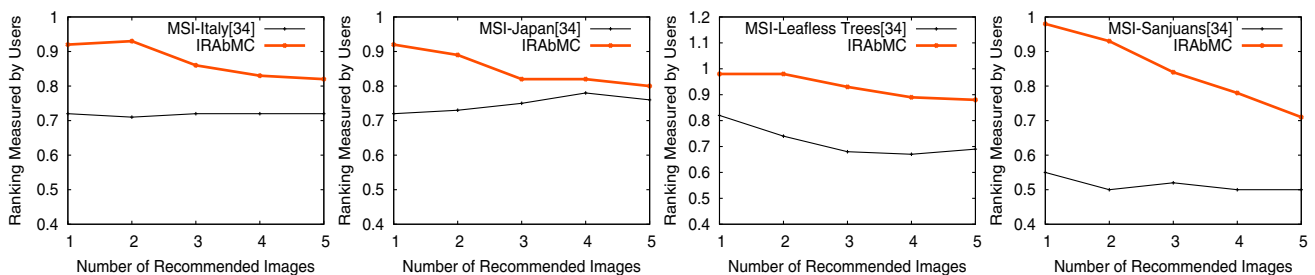 Ranking Measured by Users
1
0.9
0.8
0.7
0.6
0.5
0.4
MSI-Italy[34]
IRAbMC
1 2 3 4 5
Number of Recommended Images
Ranking Measured by Users
1
0.9
0.8
0.7
0.6
0.5
0.4
MSI-Japan[34]
IRAbMC
1 2 3 4 5
Number of Recommended Images
Ranking Measured by Users
1.2
1.1
1
0.9
0.8
0.7
0.6
0.5
0.4
MSI-Leafless Trees[34]
IRAbMC
1 2 3 4 5
Number of Recommended Images
Ranking Measured by Users
1
0.9
0.8
0.7
0.6
0.5
0.4
MSI-Sanjuans[34]
IRAbMC
1 2 3 4 5
Number of Recommended Images